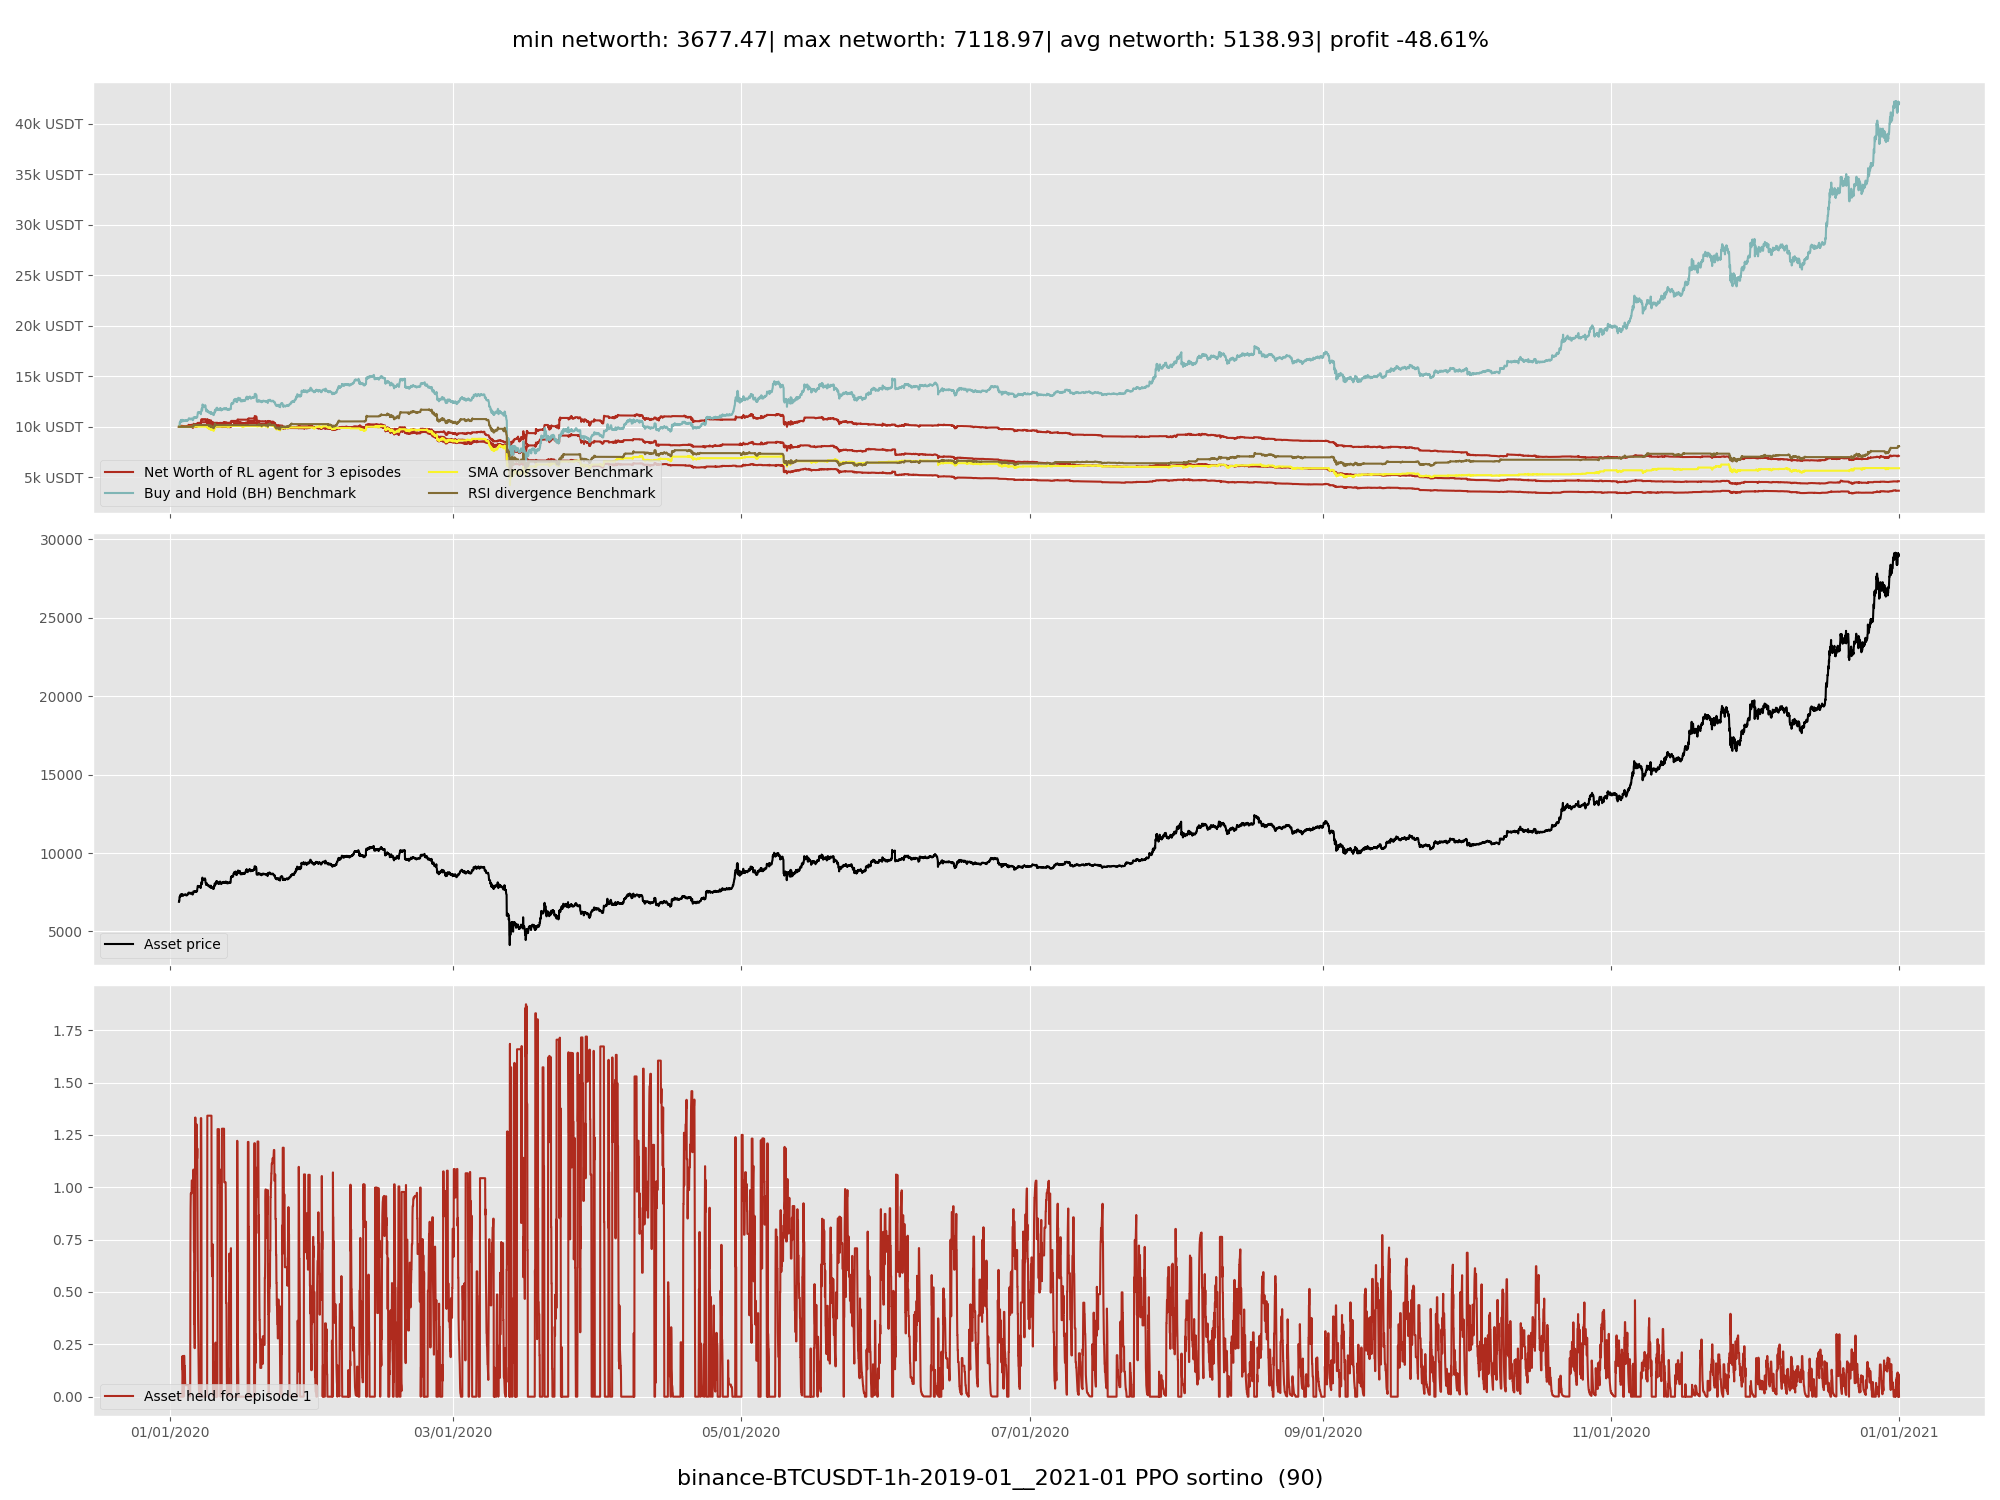 min networth: 3677.47| max networth: 7118.97| avg networth: 5138.93| profit -48.61%
40k USDT
35k USDT
30k USDT
25k USDT
20k USDT
15k USDT
10k USDT
5k USDT
Net Worth of RL agent for 3 episodes
Buy and Hold (BH) Benchmark
SMA crossover Benchmark
RSI divergence Benchmark
30000
25000
20000
15000
10000
5000
Asset price
1.75
1.50
1.25
1.00
0.75
0.50
0.25
0.00
Asset held for episode 1
01/01/2020 03/01/2020 05/01/2020 07/01/2020 09/01/2020 11/01/2020 01/01/2021
binance-BTCUSDT-1h-2019-01__2021-01 PPO sortino (90)